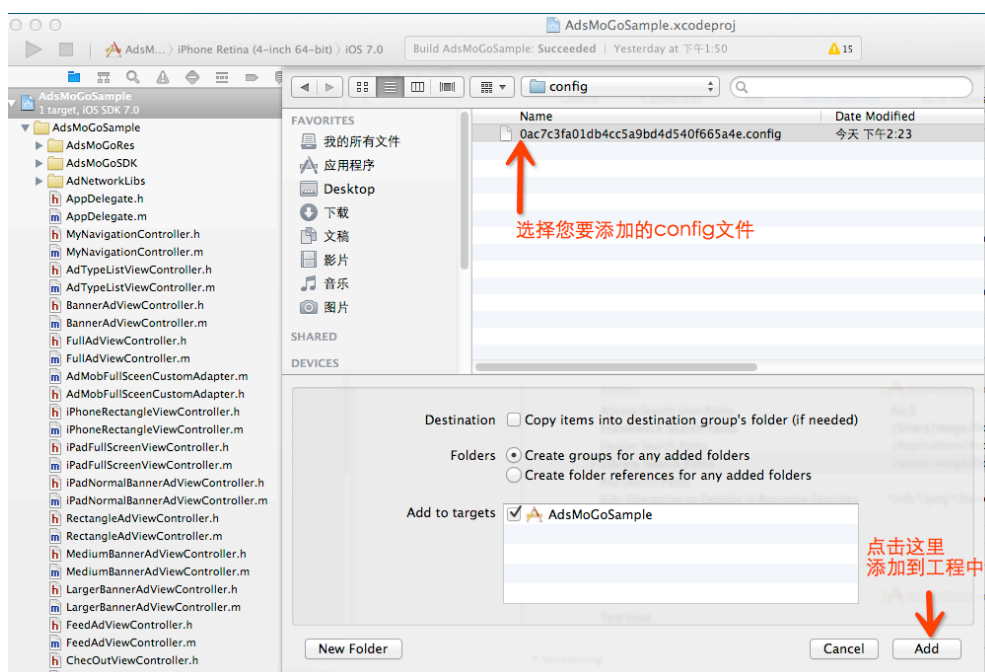 AdsMoGoSample.xcodeproj
AdsM... iPhone Retina (4-inch 64-bit) iOS 7.0
Build AdsMoGoSample: Succeeded | Yesterday at 下午1:50
15
AdsMoGoSample
1 target, iOS SDK 7.0
AdsMoGoSample
AdsMoGoRes
AdsMoGoSDK
AdNetworkLibs
AppDelegate.h
AppDelegate.m
MyNavigationController.h
MyNavigationController.m
AdTypeListViewController.h
AdTypeListViewController.m
BannerAdViewController.h
BannerAdViewController.m
FullAdViewController.h
FullAdViewController.m
AdMobFullSceenCustomAdapter.m
AdMobFullSceenCustomAdapter.h
iPhoneRectangleViewController.h
iPhoneRectangleViewController.m
iPadFullScreenViewController.h
iPadFullScreenViewController.m
iPadNormalBannerAdViewController.h
iPadNormalBannerAdViewController.m
RectangleAdViewController.h
RectangleAdViewController.m
MediumBannerAdViewController.h
MediumBannerAdViewController.m
LargerBannerAdViewController.h
LargerBannerAdViewController.m
FeedAdViewController.h
FeedAdViewController.m
ChecOutViewController.h
config
FAVORITES
我的所有文件
应用程序
Desktop
下载
文稿
影片
音乐
图片
SHARED
DEVICES
Name
Date Modified
0ac7c3fa01db4cc5a9bd4d540f665a4e.config
今天 下午2:23
选择您要添加的config文件
Destination
Copy items into destination group's folder (if needed)
Folders
Create groups for any added folders
Create folder references for any added folders
Add to targets
AdsMoGoSample
点击这里
添加到工程中
New Folder
Cancel
Add